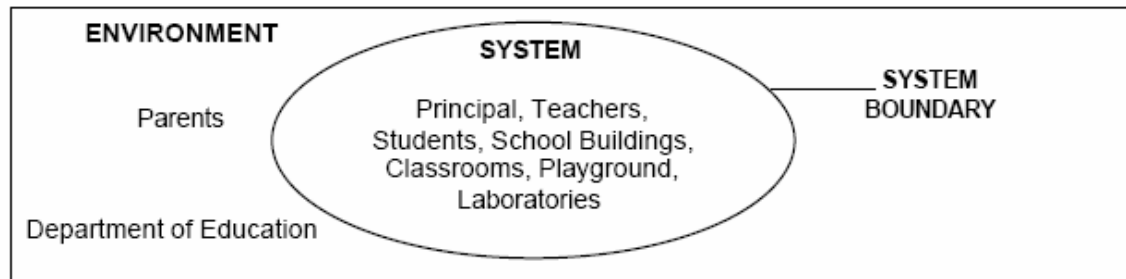 ENVIRONMENT
Parents
Department of Education
SYSTEM
Principal, Teachers,
Students, School Buildings,
Classrooms, Playground,
Laboratories
SYSTEM
BOUNDARY